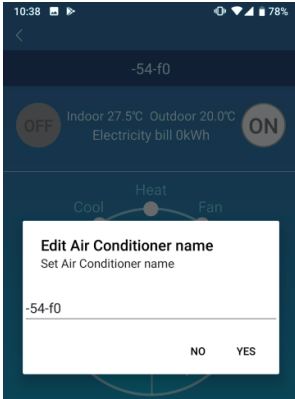 10:38 78%
-54-f0
OFF
Indoor 27.5℃ Outdoor 20.0℃
Electricity bill 0kWh
ON
Heat
Cool Fan
Edit Air Conditioner name
Set Air Conditioner name
-54-f0
NO YES